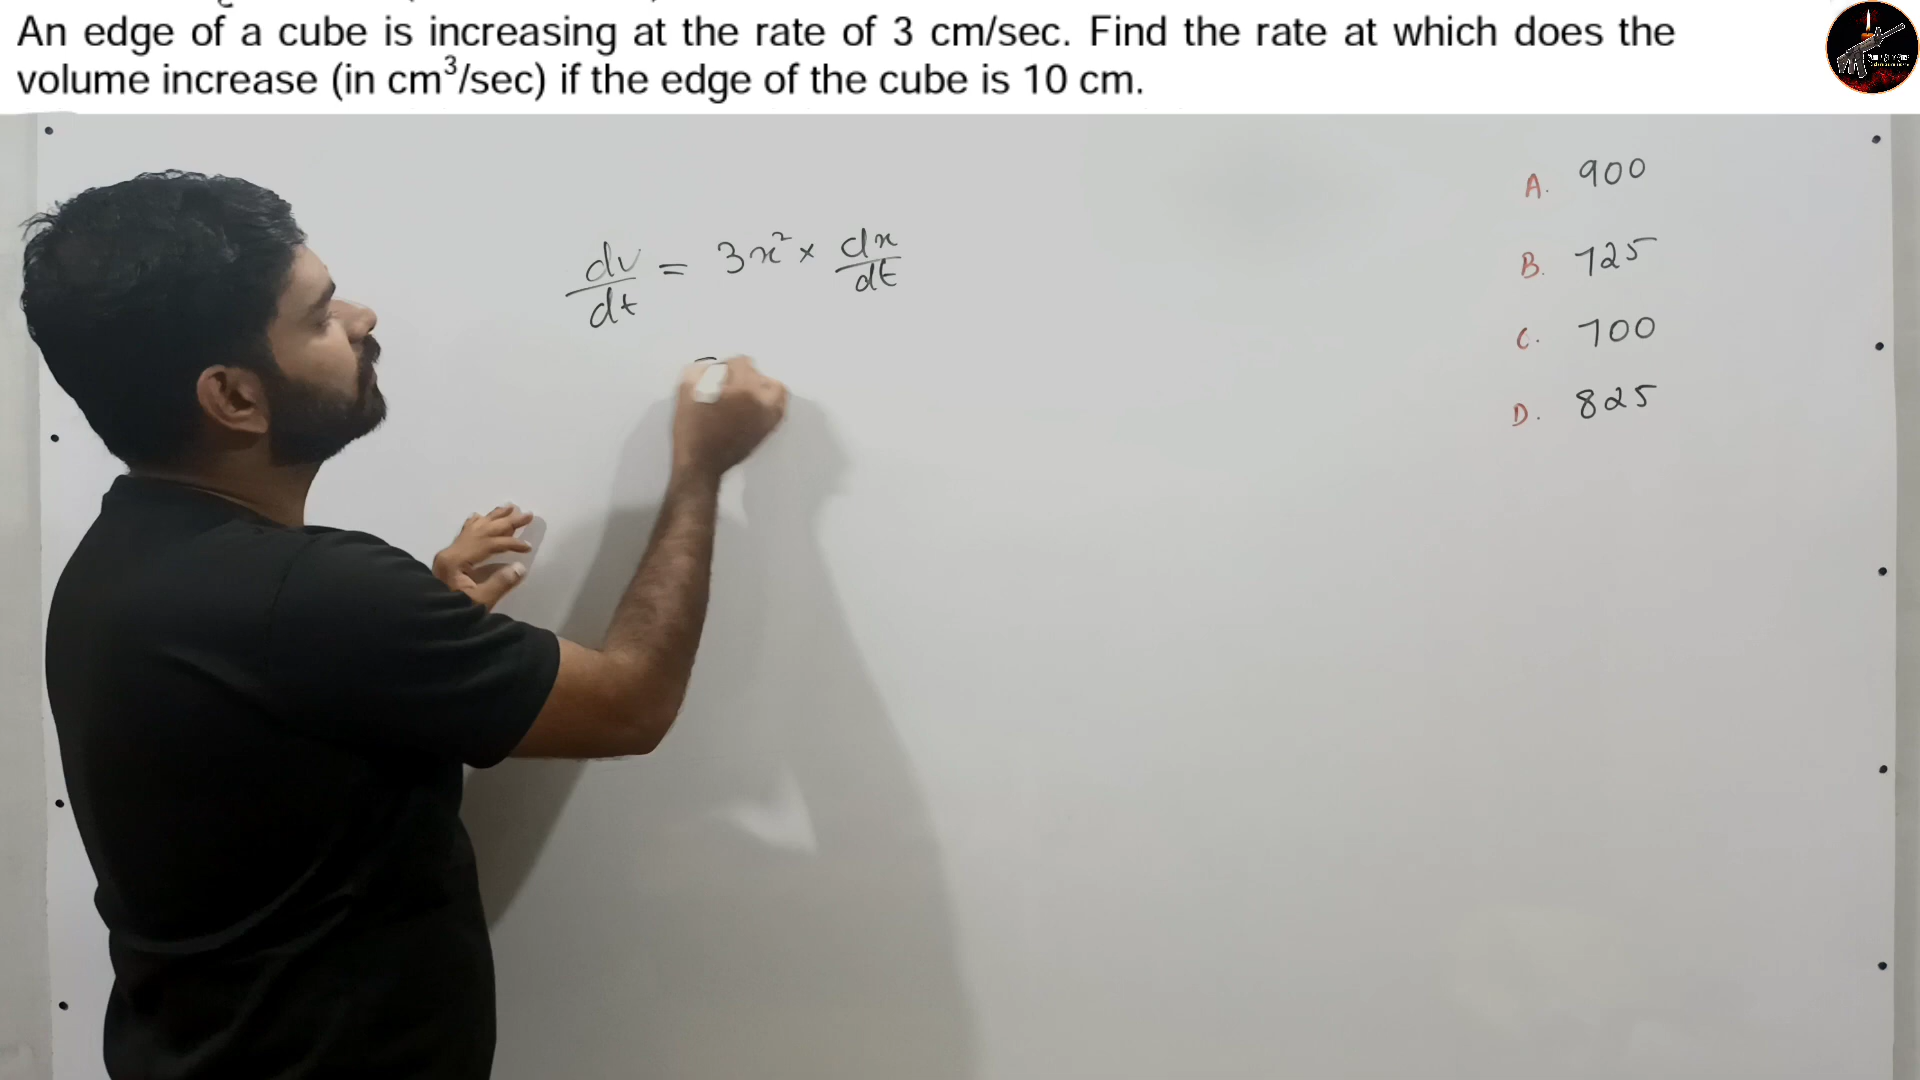 An edge of a cube is increasing at the rate of 3 cm/sec. Find the rate at which does the
volume increase (in cm³/sec) if the edge of the cube is 10 cm.
dv/dt = 3x² × dx/dt
=
A. 900
B. 725
C. 700
D. 825